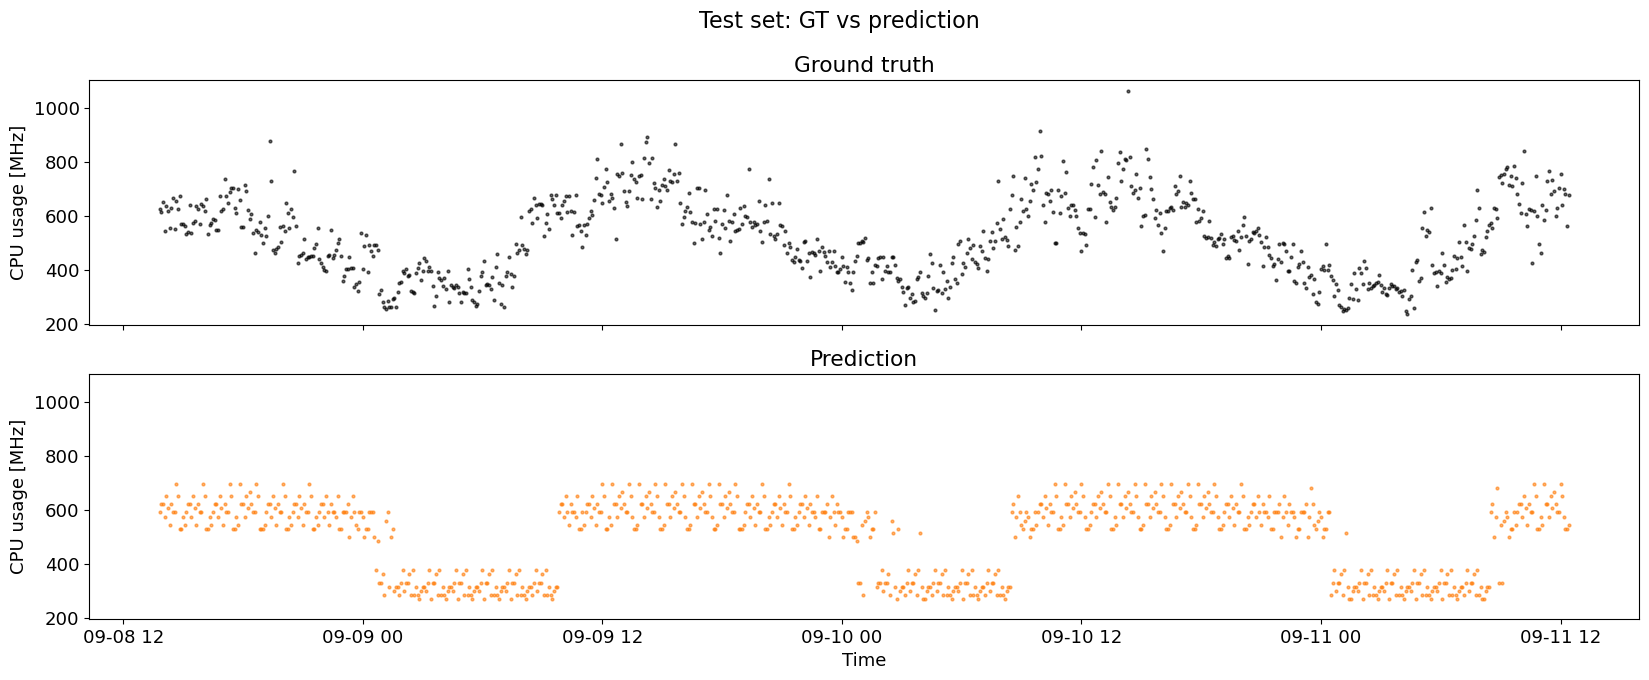 Test set: GT vs prediction
Ground truth
CPU usage [MHz]
1000
800
600
400
200
Prediction
CPU usage [MHz]
1000
800
600
400
200
09-08 12 09-09 00 09-09 12 09-10 00 09-10 12 09-11 00 09-11 12
Time